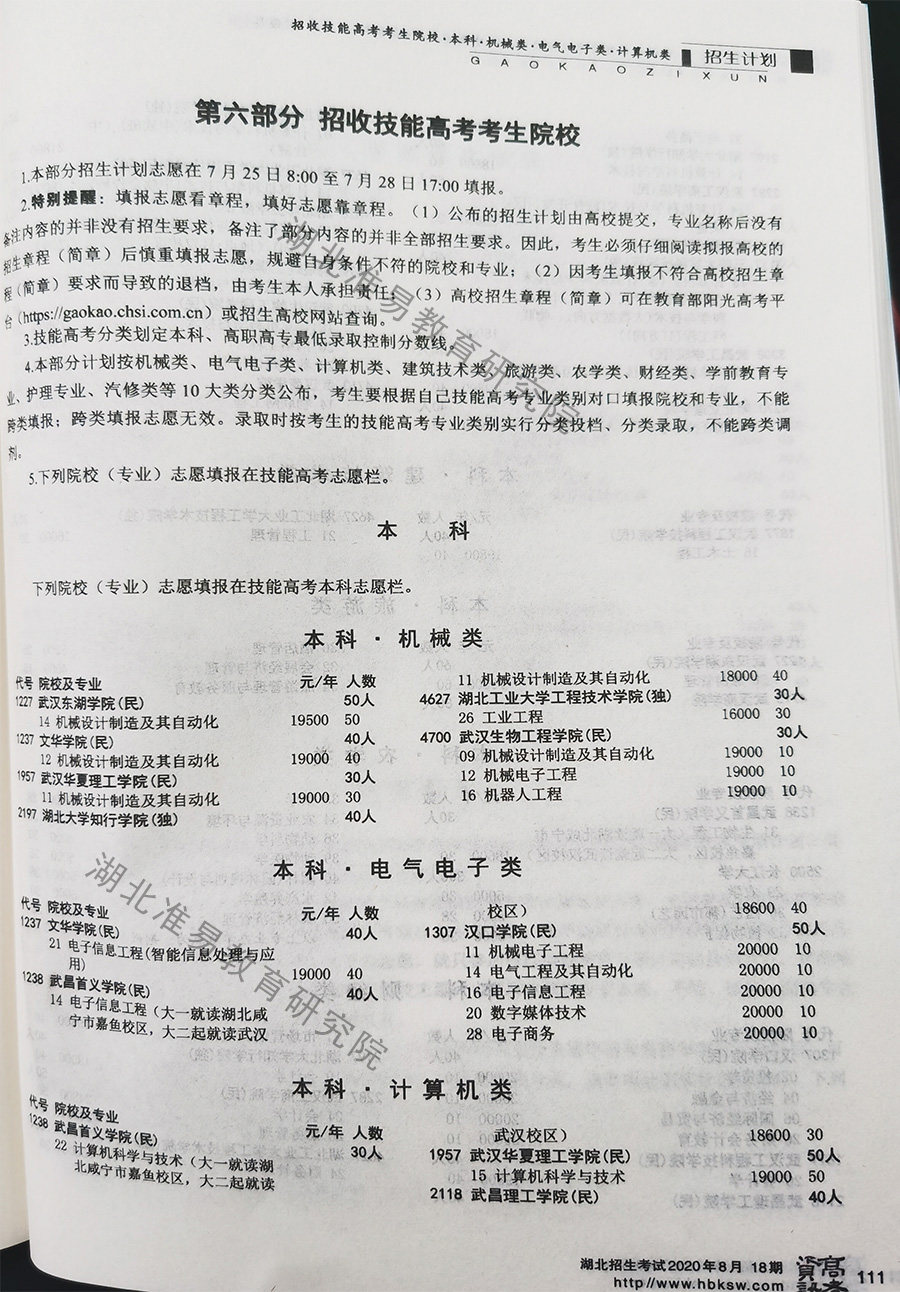 招收技能高考考生院校·本科·机械类·电气电子类·计算机类
招生计划
GAOKAOZIXUN
第六部分 招收技能高考考生院校
1.本部分招生计划志愿在7月25日8:00至7月28日17:00填报。
2.特别提醒：填报志愿看章程，填好志愿靠章程。（1）公布的招生计划由高校提交，专业名称后没有
备注内容的并非没有招生要求，备注了部分内容的并非全部招生要求。因此，考生必须仔细阅读拟报高校的
招生章程（简章）后慎重填报志愿，规避自身条件不符的院校和专业；（2）因考生填报不符合高校招生章
程（简章）要求而导致的退档，由考生本人承担责任；（3）高校招生章程（简章）可在教育部阳光高考平
台（https://gaokao.chsi.com.cn）或招生高校网站查询。
3.技能高考分类划定本科、高职高专最低录取控制分数线。
4.本部分计划按机械类、电气电子类、计算机类、建筑技术类、旅游类、农学类、财经类、学前教育专
业、护理专业、汽修类等10大类分类公布，考生要根据自己技能高考专业类别对口填报院校和专业，不能
跨类填报；跨类填报志愿无效。录取时按考生的技能高考专业类别实行分类投档、分类录取，不能跨类调
剂。
5.下列院校（专业）志愿填报在技能高考志愿栏。
本 科
下列院校（专业）志愿填报在技能高考本科志愿栏。
本科·机械类
代号 院校及专业 元/年 人数
1227 武汉东湖学院(民) 50人
14 机械设计制造及其自动化 19500 50
1237 文华学院(民) 40人
12 机械设计制造及其自动化 19000 40
1957 武汉华夏理工学院(民) 30人
11 机械设计制造及其自动化 19000 30
2197 湖北大学知行学院(独) 40人
11 机械设计制造及其自动化 18000 40
4627 湖北工业大学工程技术学院(独) 30人
26 工业工程 16000 30
4700 武汉生物工程学院(民) 30人
09 机械设计制造及其自动化 19000 10
12 机械电子工程 19000 10
16 机器人工程 19000 10
本科·电气电子类
代号 院校及专业 元/年 人数
1237 文华学院(民) 40人
21 电子信息工程(智能信息处理与应
用) 19000 40
1238 武昌首义学院(民) 40人
14 电子信息工程（大一就读湖北咸
宁市嘉鱼校区，大二起就读武汉
校区） 18600 40
1307 汉口学院(民) 50人
11 机械电子工程 20000 10
14 电气工程及其自动化 20000 10
16 电子信息工程 20000 10
20 数字媒体技术 20000 10
28 电子商务 20000 10
本科·计算机类
代号 院校及专业 元/年 人数
1238 武昌首义学院(民) 30人
22 计算机科学与技术（大一就读湖
北咸宁市嘉鱼校区，大二起就读
武汉校区） 18600 30
1957 武汉华夏理工学院(民) 50人
15 计算机科学与技术 19000 50
2118 武昌理工学院(民) 40人
湖北招生考试2020年8月 18期
http://www.hbksw.com
高考资讯
111
湖北准易教育研究院
湖北准易教育研究院